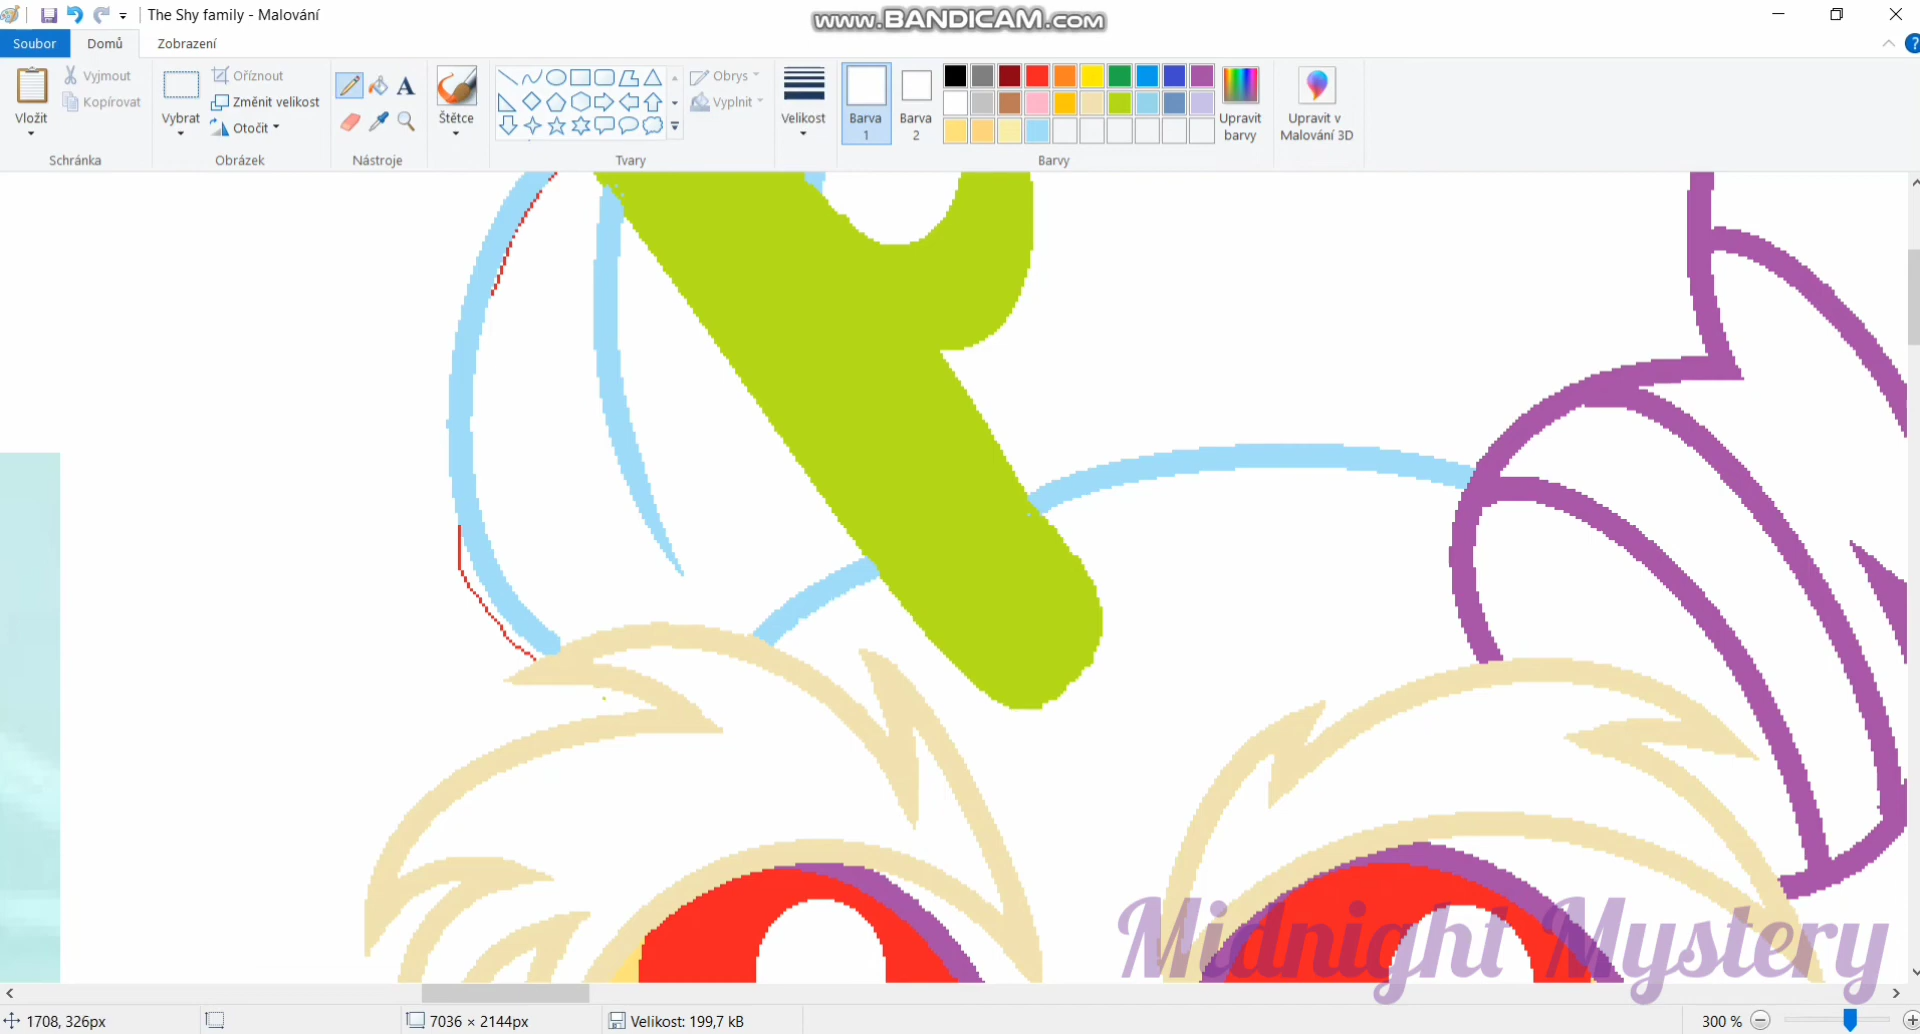 The Shy family - Malování
www.BANDICAM.com
Soubor Domů Zobrazení
Vložit
Vyjmout
Kopírovat
Schránka
Vybrat
Oříznout
Změnit velikost
Otočit
Obrázek
A
Nástroje
Štětce
Tvary
Obrys
Vyplnit
Velikost
Barva
1
Barva
2
Upravit
barvy
Barvy
Upravit v
Malování 3D
?
Midnight Mystery
1708, 326px
7036 × 2144px
Velikost: 199,7 kB
300 %